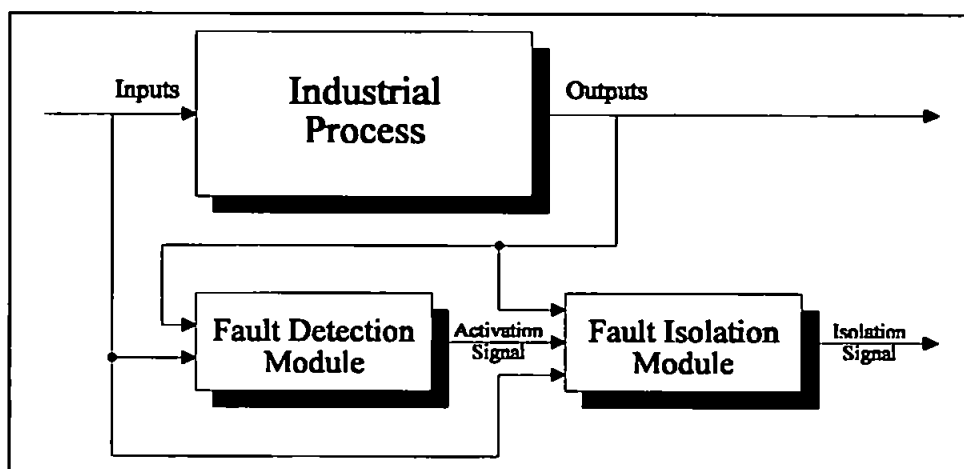 Inputs
Industrial
Process
Outputs
Fault Detection
Module
Activation
Signal
Fault Isolation
Module
Isolation
Signal